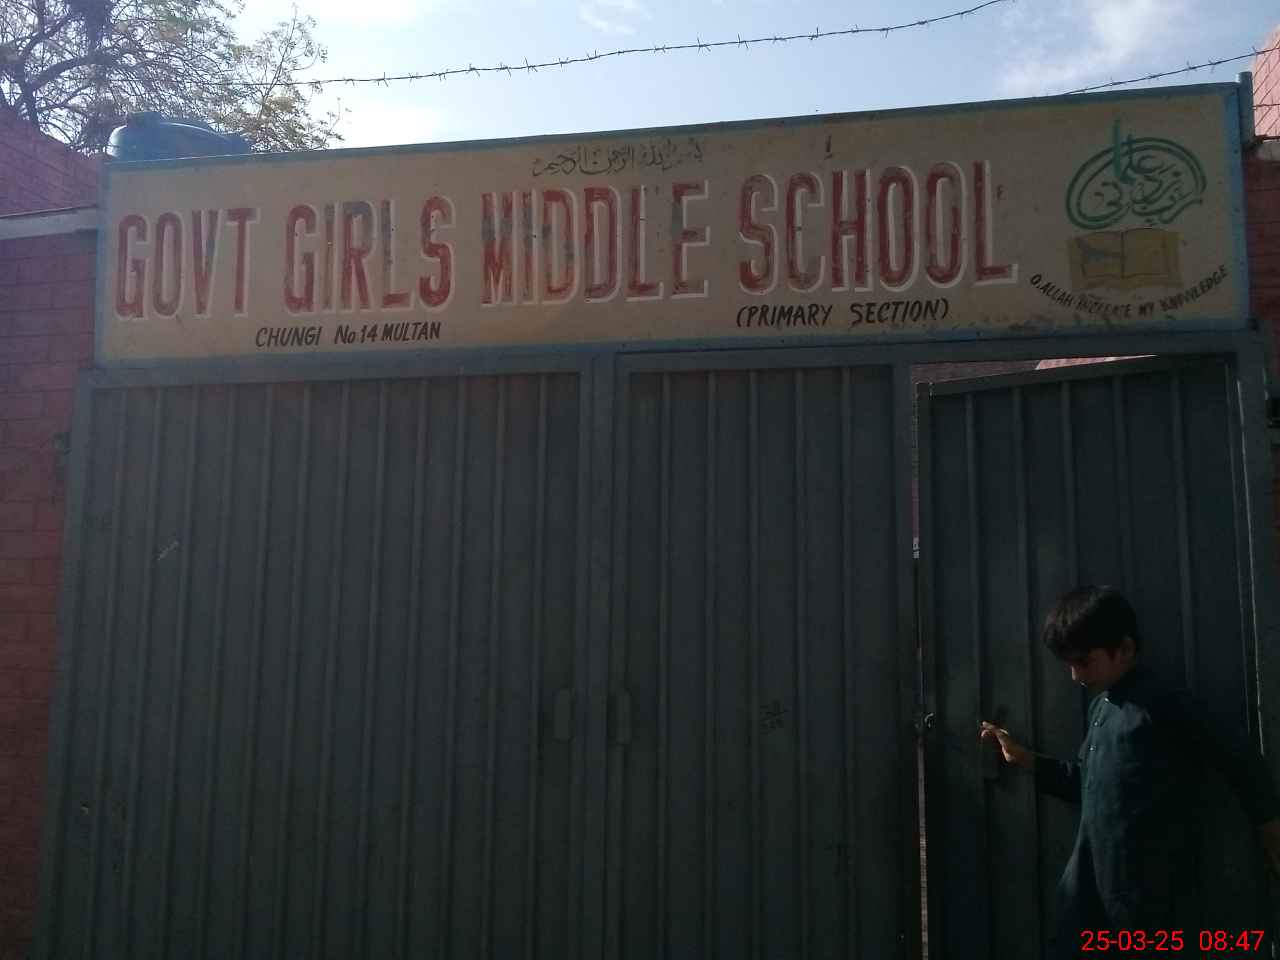 بسم اللہ الرحمن الرحیم
GOVT GIRLS MIDDLE SCHOOL
CHUNGI No 14 MULTAN
(PRIMARY SECTION)
رب زدنی علما
O.ALLAH INCREATE MY KNOWLEDGE
25-03-25 08:47